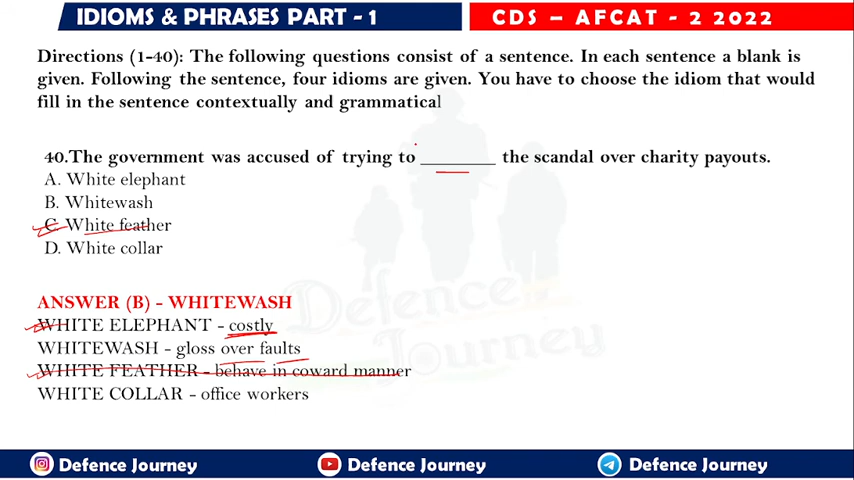 IDIOMS & PHRASES PART - 1
CDS – AFCAT - 2 2022
Directions (1-40): The following questions consist of a sentence. In each sentence a blank is
given. Following the sentence, four idioms are given. You have to choose the idiom that would
fill in the sentence contextually and grammatical
40.The government was accused of trying to ________ the scandal over charity payouts.
A. White elephant
B. Whitewash
C. White feather
D. White collar
ANSWER (B) - WHITEWASH
WHITE ELEPHANT - costly
WHITEWASH - gloss over faults
WHITE FEATHER - behave in coward manner
WHITE COLLAR - office workers
Defence
Journey
Defence Journey
Defence Journey
Defence Journey